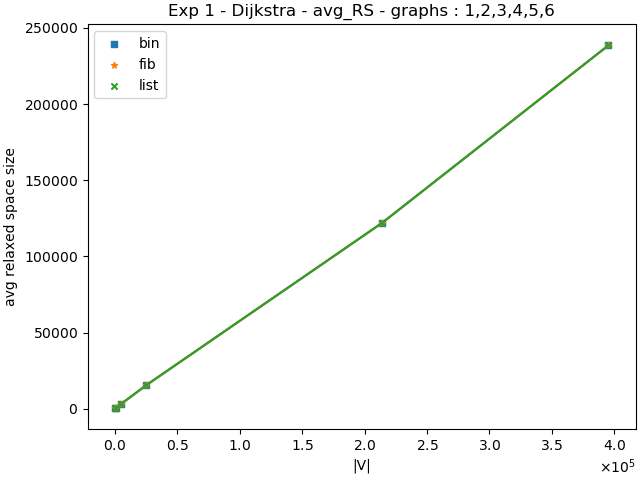 Exp 1 - Dijkstra - avg_RS - graphs : 1,2,3,4,5,6
250000
200000
150000
100000
50000
0
avg relaxed space size
bin
fib
list
0.0 0.5 1.0 1.5 2.0 2.5 3.0 3.5 4.0
|V|
×10⁵